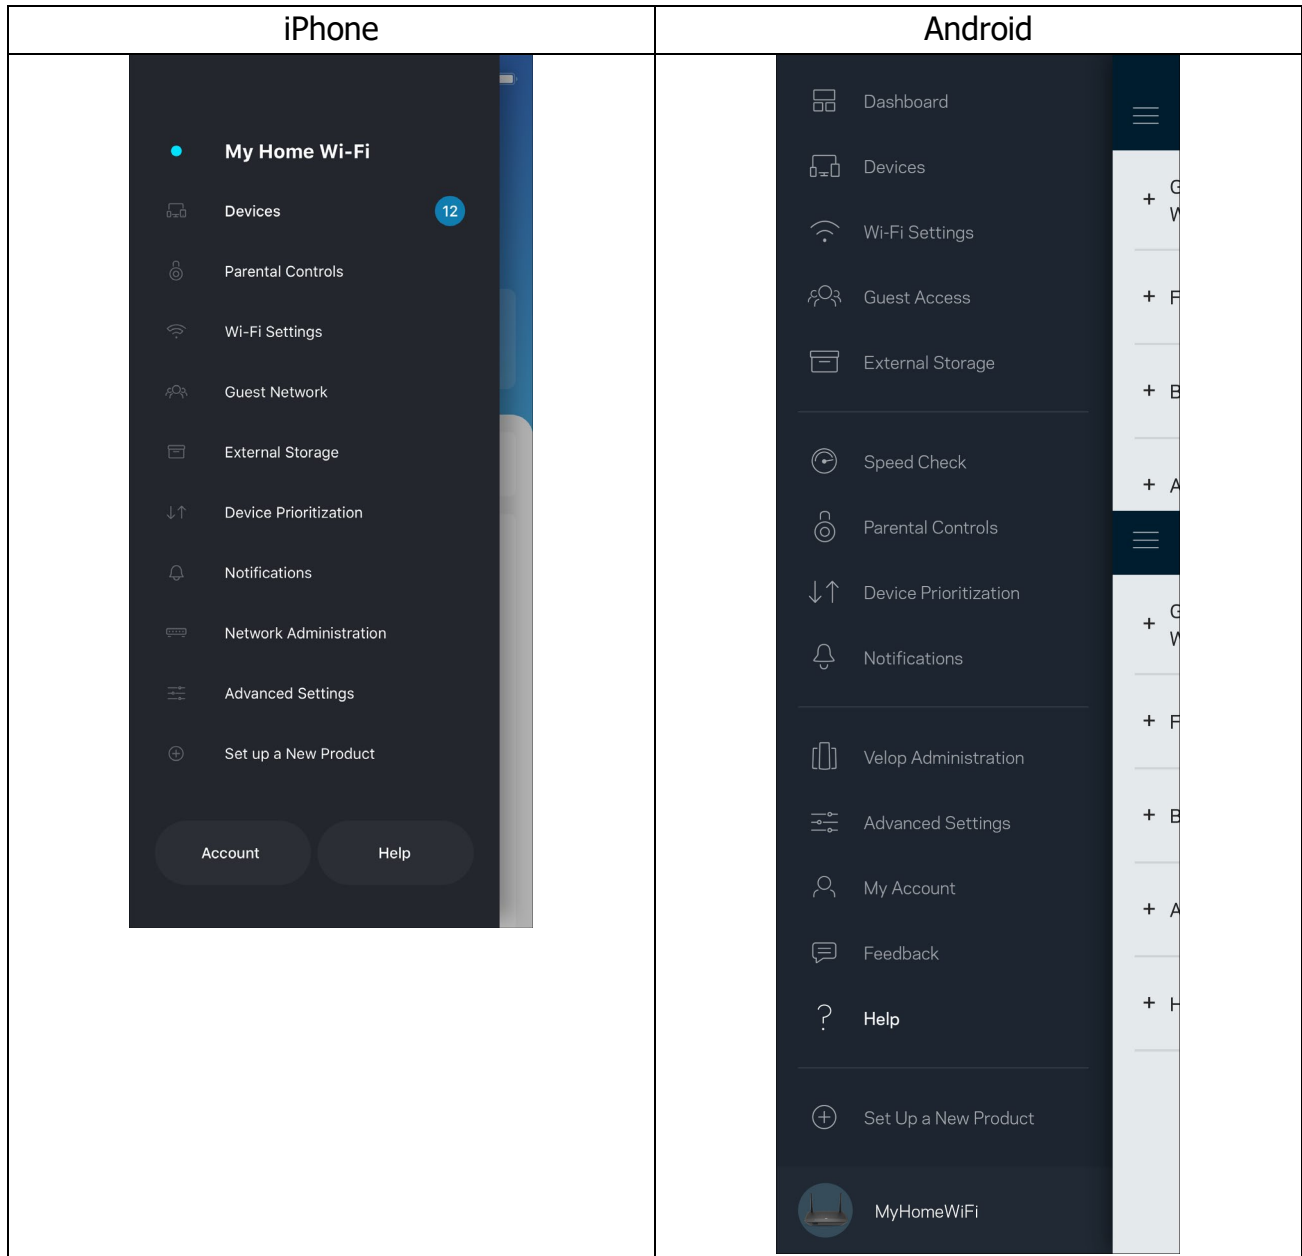 iPhone
Android
My Home Wi-Fi
Devices 12
Parental Controls
Wi-Fi Settings
Guest Network
External Storage
Device Prioritization
Notifications
Network Administration
Advanced Settings
Set up a New Product
Account Help
Dashboard
Devices
Wi-Fi Settings
Guest Access
External Storage
Speed Check
Parental Controls
Device Prioritization
Notifications
Velop Administration
Advanced Settings
My Account
Feedback
Help
Set Up a New Product
MyHomeWiFi
+ G
W
+ F
+ B
+ A
+ G
W
+ F
+ B
+ A
+ H